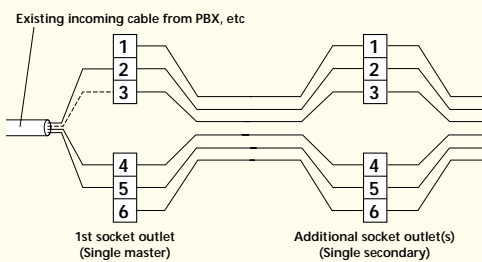 Existing incoming cable from PBX, etc
1
2
3
4
5
6
1
2
3
4
5
6
1st socket outlet
(Single master)
Additional socket outlet(s)
(Single secondary)